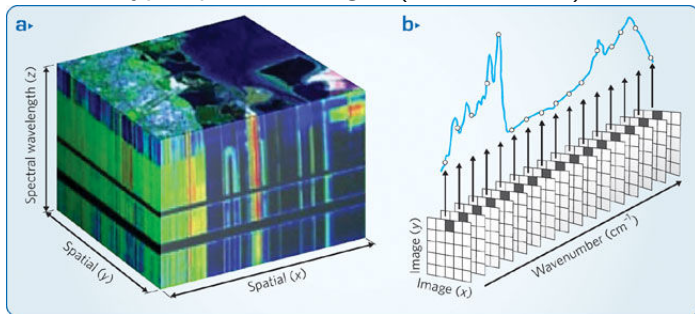 a▸
b▸
Spectral wavelength (z)
Spatial (y)
Spatial (x)
Image (y)
Image (x)
Wavenumber (cm⁻¹)